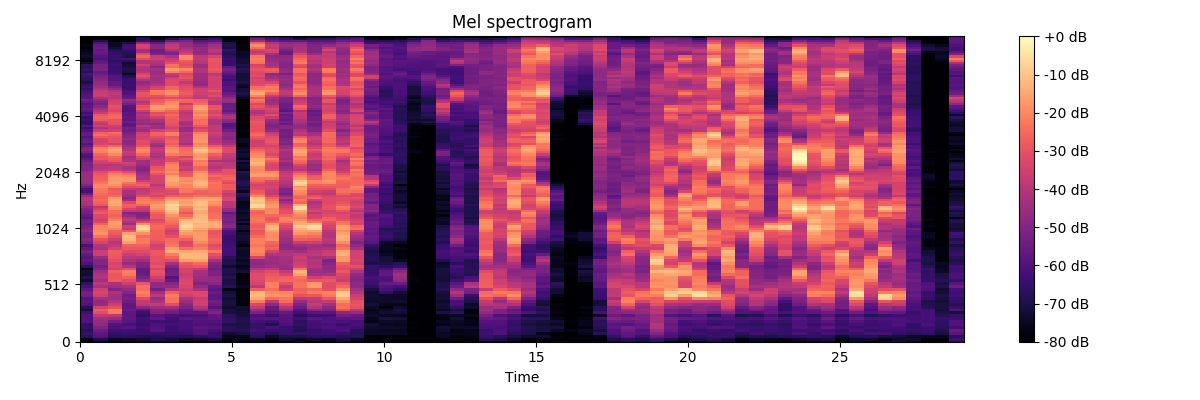 Mel spectrogram
8192
4096
2048
1024
512
0
Hz
0 5 10 15 20 25
Time
+0 dB
-10 dB
-20 dB
-30 dB
-40 dB
-50 dB
-60 dB
-70 dB
-80 dB